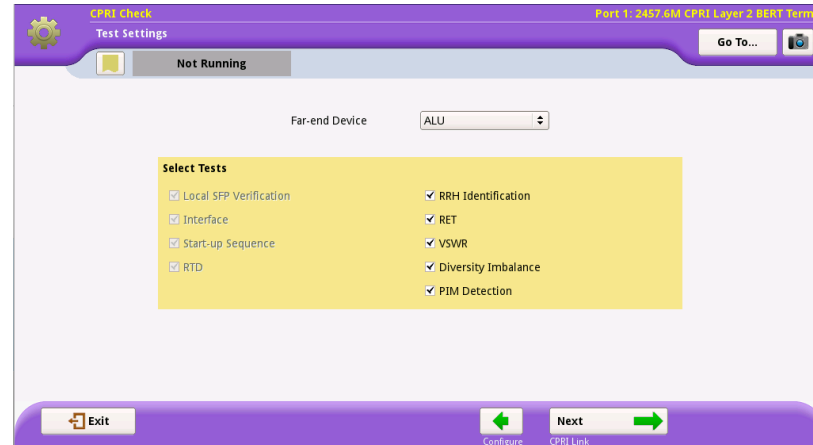 CPRI Check
Port 1: 2457.6M CPRI Layer 2 BERT Term
Test Settings
Go To...
Not Running
Far-end Device
ALU
Select Tests
Local SFP Verification
Interface
Start-up Sequence
RTD
RRH Identification
RET
VSWR
Diversity Imbalance
PIM Detection
Exit
Next
Configure
CPRI Link